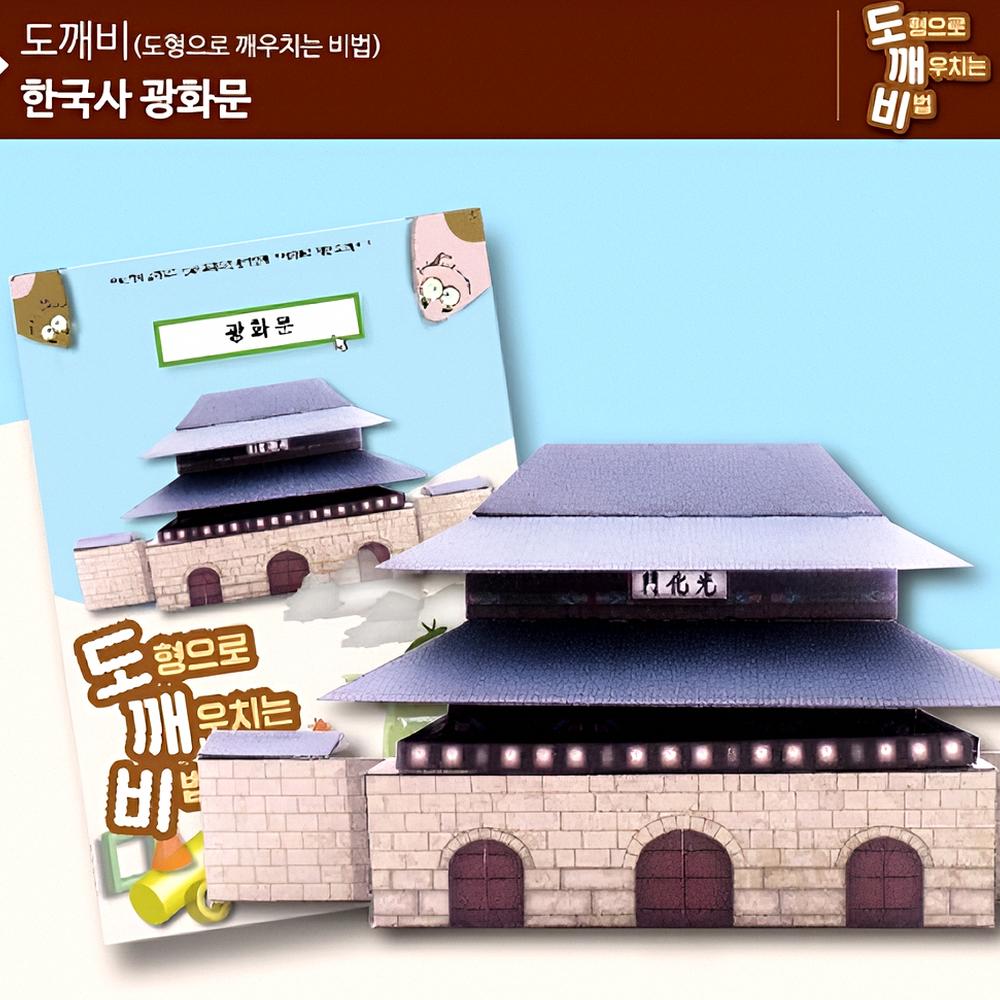 도깨비 (도형으로 깨우치는 비법)
한국사 광화문
도형으로
깨우치는
비법
광화문
도형으로
깨우치는
비법
門化光